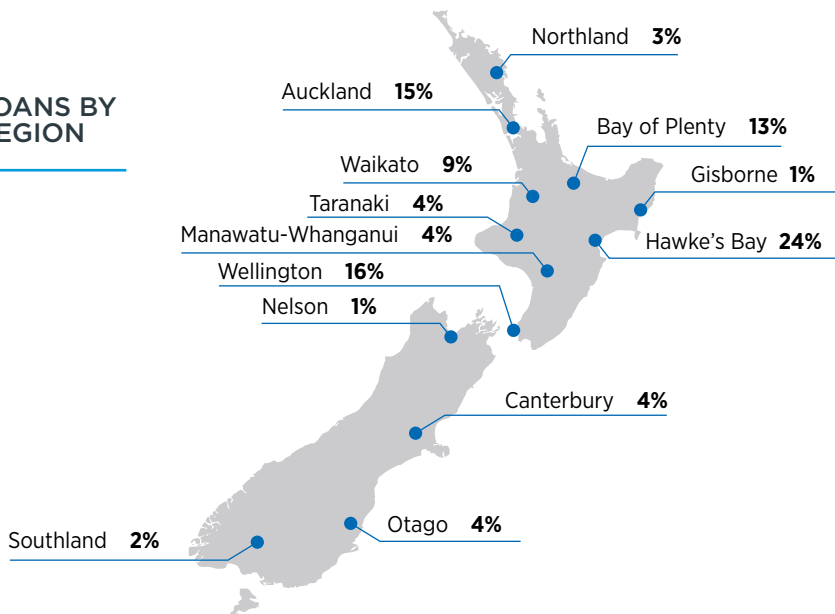 OANS BY
EGION
Northland 3%
Auckland 15%
Bay of Plenty 13%
Waikato 9%
Gisborne 1%
Taranaki 4%
Manawatu-Whanganui 4%
Hawke's Bay 24%
Wellington 16%
Nelson 1%
Canterbury 4%
Otago 4%
Southland 2%